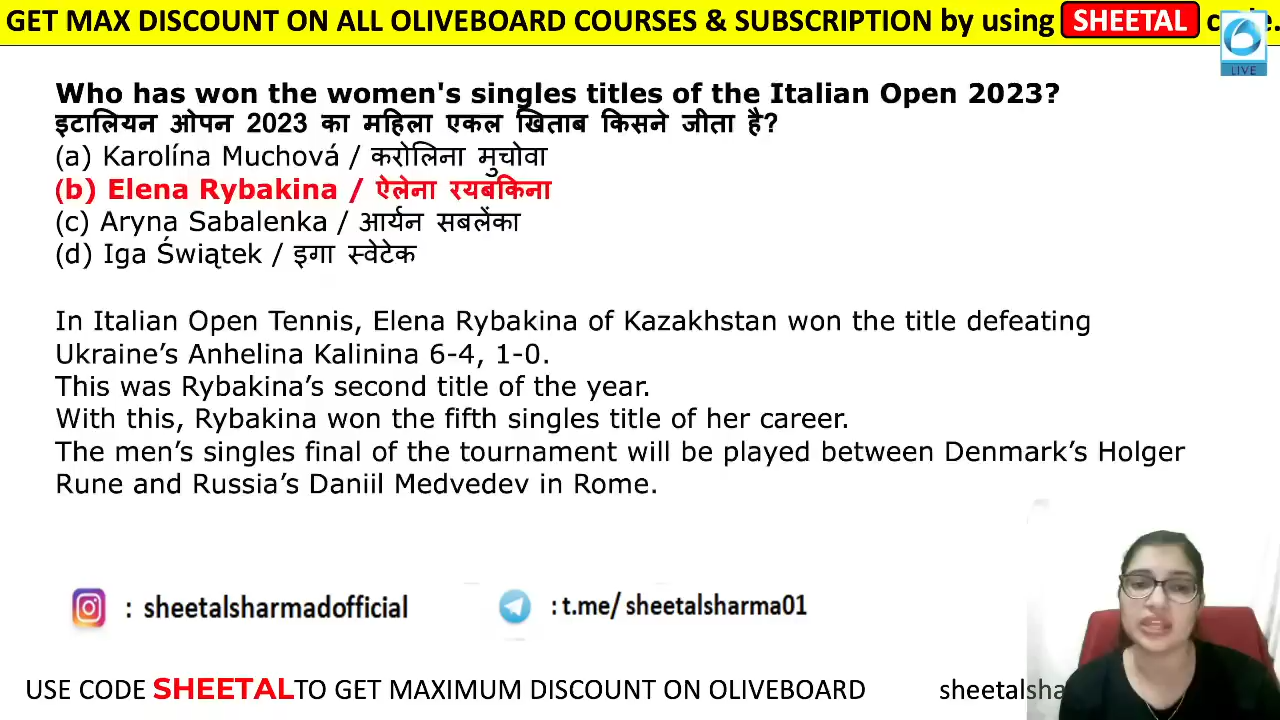 GET MAX DISCOUNT ON ALL OLIVEBOARD COURSES & SUBSCRIPTION by using SHEETAL code.
LIVE
Who has won the women's singles titles of the Italian Open 2023?
इटालियन ओपन 2023 का महिला एकल खिताब किसने जीता है?
(a) Karolína Muchová / करोलिना मुचोवा
(b) Elena Rybakina / ऐलेना रयबकिना
(c) Aryna Sabalenka / आर्यन सबलेंका
(d) Iga Świątek / इगा स्वेटेक
In Italian Open Tennis, Elena Rybakina of Kazakhstan won the title defeating
Ukraine’s Anhelina Kalinina 6-4, 1-0.
This was Rybakina’s second title of the year.
With this, Rybakina won the fifth singles title of her career.
The men’s singles final of the tournament will be played between Denmark’s Holger
Rune and Russia’s Daniil Medvedev in Rome.
: sheetalsharmadofficial : t.me/ sheetalsharma01
USE CODE SHEETAL TO GET MAXIMUM DISCOUNT ON OLIVEBOARD sheetalsha